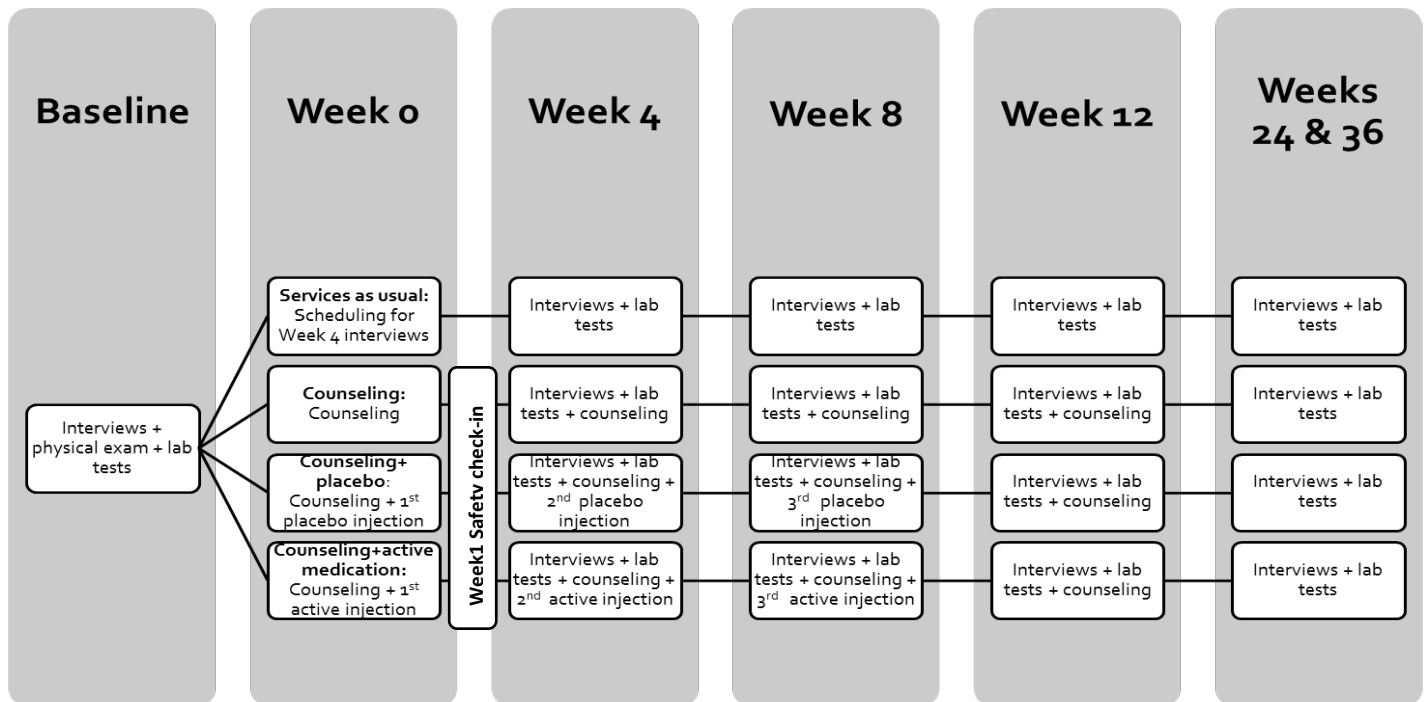 Baseline
Week 0
Week 4
Week 8
Week 12
Weeks
24 & 36
Interviews +
physical exam + lab
tests
Services as usual:
Scheduling for
Week 4 interviews
Interviews + lab
tests
Interviews + lab
tests
Interviews + lab
tests
Interviews + lab
tests
Counseling:
Counseling
Week1 Safety check-in
Interviews + lab
tests + counseling
Interviews + lab
tests + counseling
Interviews + lab
tests + counseling
Interviews + lab
tests
Counseling+
placebo:
Counseling + 1st
placebo injection
Interviews + lab
tests + counseling +
2nd placebo
injection
Interviews + lab
tests + counseling +
3rd placebo
injection
Interviews + lab
tests + counseling
Interviews + lab
tests
Counseling+active
medication:
Counseling + 1st
active injection
Interviews + lab
tests + counseling +
2nd active injection
Interviews + lab
tests + counseling +
3rd active injection
Interviews + lab
tests + counseling
Interviews + lab
tests